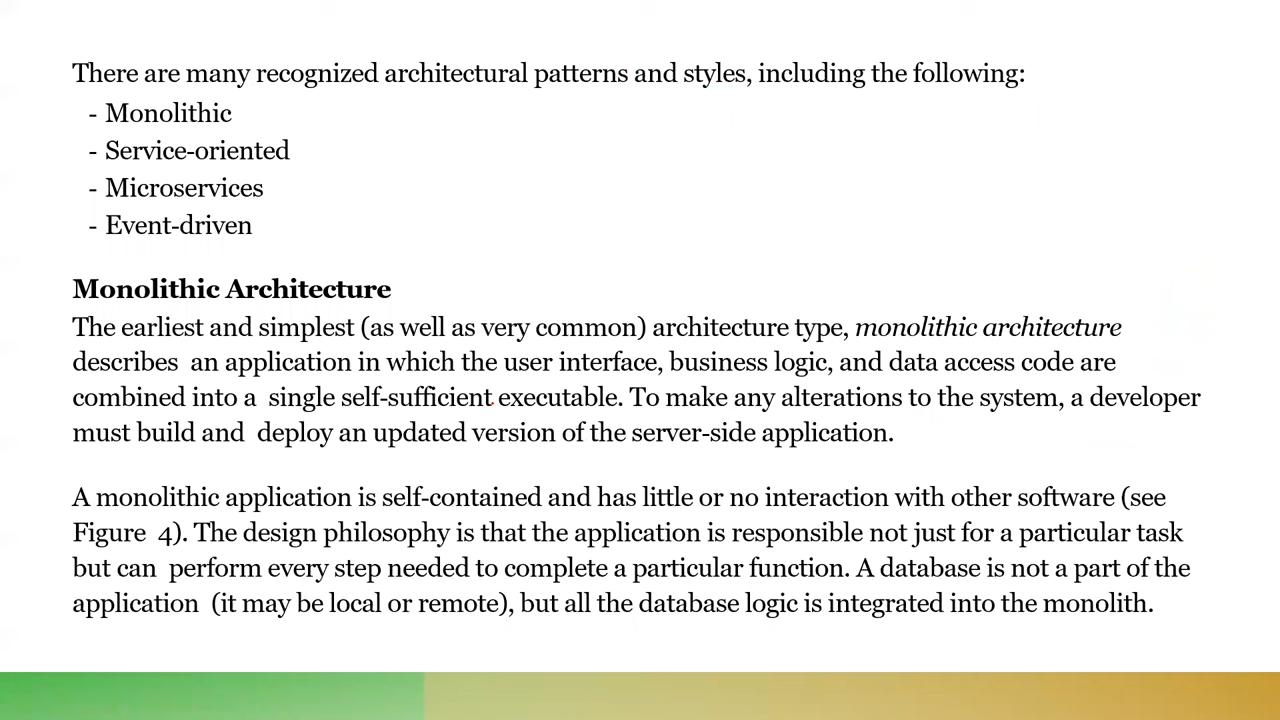 There are many recognized architectural patterns and styles, including the following:
- Monolithic
- Service-oriented
- Microservices
- Event-driven
Monolithic Architecture
The earliest and simplest (as well as very common) architecture type, monolithic architecture
describes  an application in which the user interface, business logic, and data access code are
combined into a  single self-sufficient executable. To make any alterations to the system, a developer
must build and  deploy an updated version of the server-side application.
A monolithic application is self-contained and has little or no interaction with other software (see
Figure  4). The design philosophy is that the application is responsible not just for a particular task
but can  perform every step needed to complete a particular function. A database is not a part of the
application  (it may be local or remote), but all the database logic is integrated into the monolith.